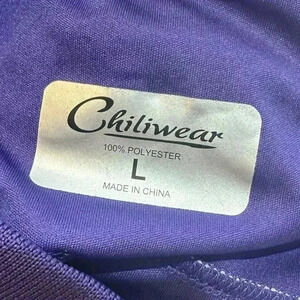 Chiliwear
100% POLYESTER
L
MADE IN CHINA